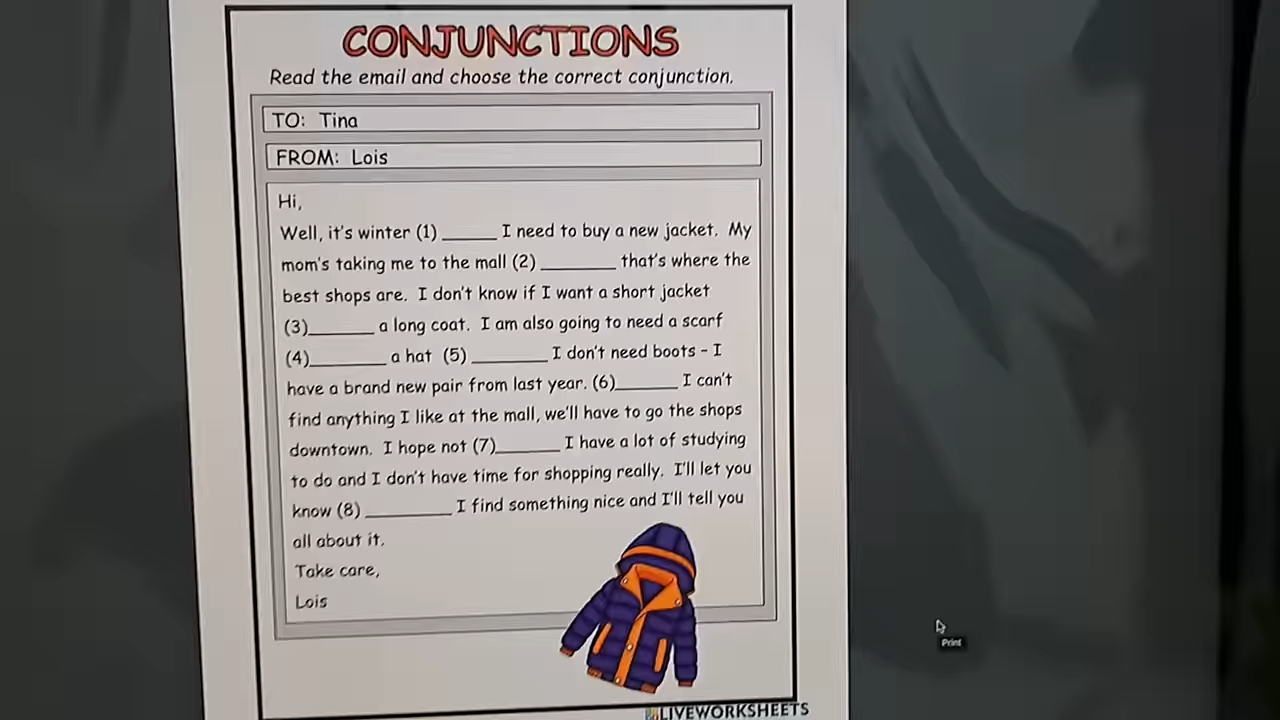 CONJUNCTIONS
Read the email and choose the correct conjunction.
TO: Tina
FROM: Lois
Hi,
Well, it's winter (1) ______ I need to buy a new jacket. My
mom's taking me to the mall (2) ________ that's where the
best shops are. I don't know if I want a short jacket
(3)_______ a long coat. I am also going to need a scarf
(4)________ a hat (5) ________ I don't need boots - I
have a brand new pair from last year. (6)_______ I can't
find anything I like at the mall, we'll have to go the shops
downtown. I hope not (7)_______ I have a lot of studying
to do and I don't have time for shopping really. I'll let you
know (8) _________ I find something nice and I'll tell you
all about it.
Take care,
Lois
LIVEWORKSHEETS
Print